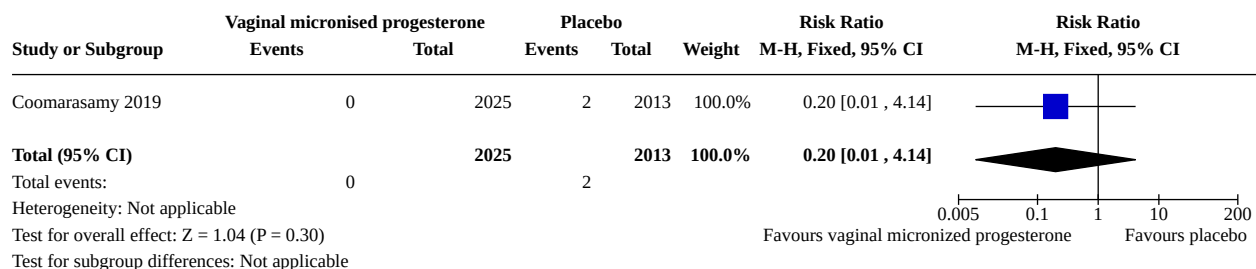 Vaginal micronised progesterone Placebo Risk Ratio Risk Ratio
Study or Subgroup Events Total Events Total Weight M-H, Fixed, 95% CI M-H, Fixed, 95% CI
Coomarasamy 2019 0 2025 2 2013 100.0% 0.20 [0.01 , 4.14]
Total (95% CI) 2025 2013 100.0% 0.20 [0.01 , 4.14]
Total events: 0 2
Heterogeneity: Not applicable
0.005 0.1 1 10 200
Test for overall effect: Z = 1.04 (P = 0.30)
Favours vaginal micronized progesterone Favours placebo
Test for subgroup differences: Not applicable